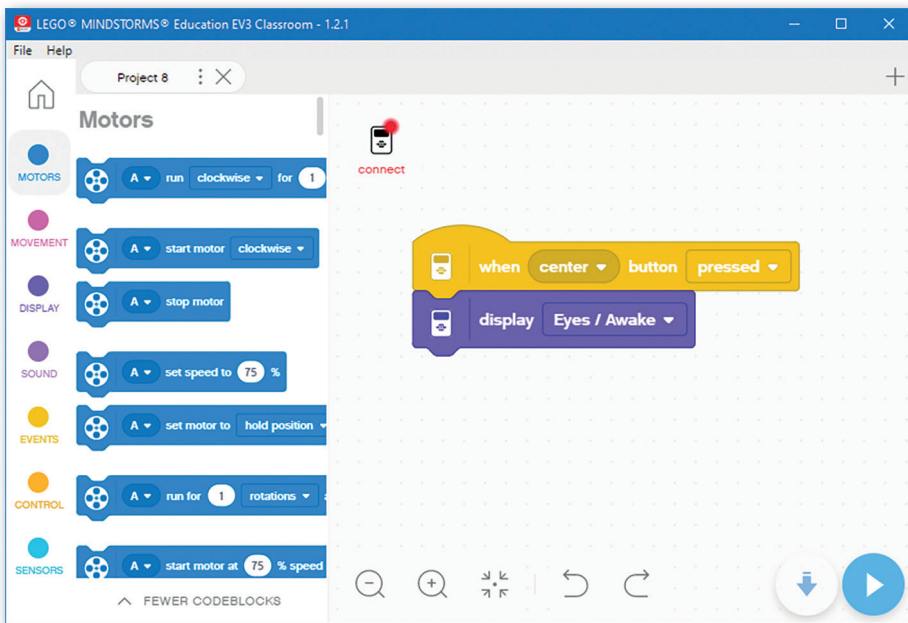 LEGO® MINDSTORMS® Education EV3 Classroom - 1.2.1
File Help
Project 8
Motors
connect
MOTORS
A run clockwise for 1
MOVEMENT
A start motor clockwise
when center button pressed
DISPLAY
A stop motor
display Eyes / Awake
SOUND
A set speed to 75 %
EVENTS
A set motor to hold position
CONTROL
A run for 1 rotations
SENSORS
A start motor at 75 % speed
FEWER CODEBLOCKS